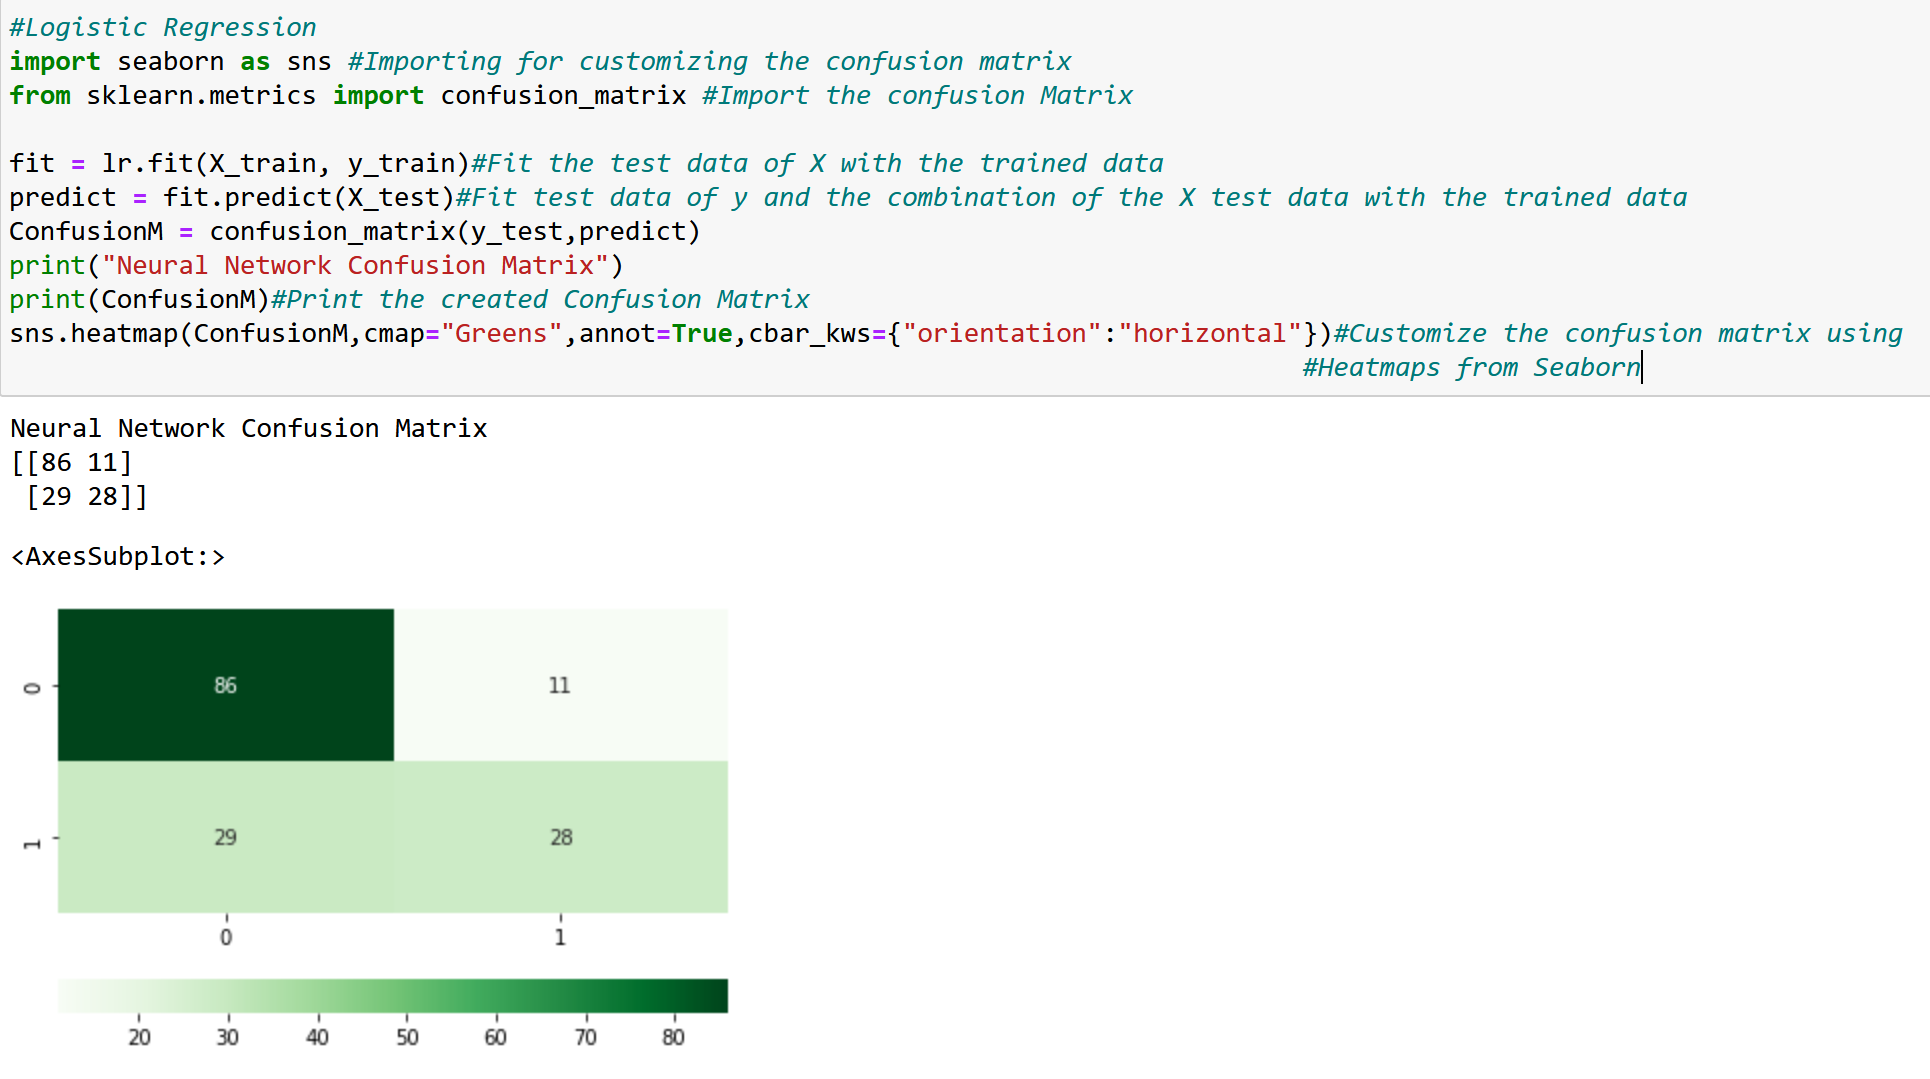 #Logistic Regression
import seaborn as sns #Importing for customizing the confusion matrix
from sklearn.metrics import confusion_matrix #Import the confusion Matrix
fit = lr.fit(X_train, y_train)#Fit the test data of X with the trained data
predict = fit.predict(X_test)#Fit test data of y and the combination of the X test data with the trained data
ConfusionM = confusion_matrix(y_test,predict)
print("Neural Network Confusion Matrix")
print(ConfusionM)#Print the created Confusion Matrix
sns.heatmap(ConfusionM,cmap="Greens",annot=True,cbar_kws={"orientation":"horizontal"})#Customize the confusion matrix using
#Heatmaps from Seaborn
Neural Network Confusion Matrix
[[86 11]
 [29 28]]
<AxesSubplot:>
0 86 11
1 29 28
0 1
20 30 40 50 60 70 80